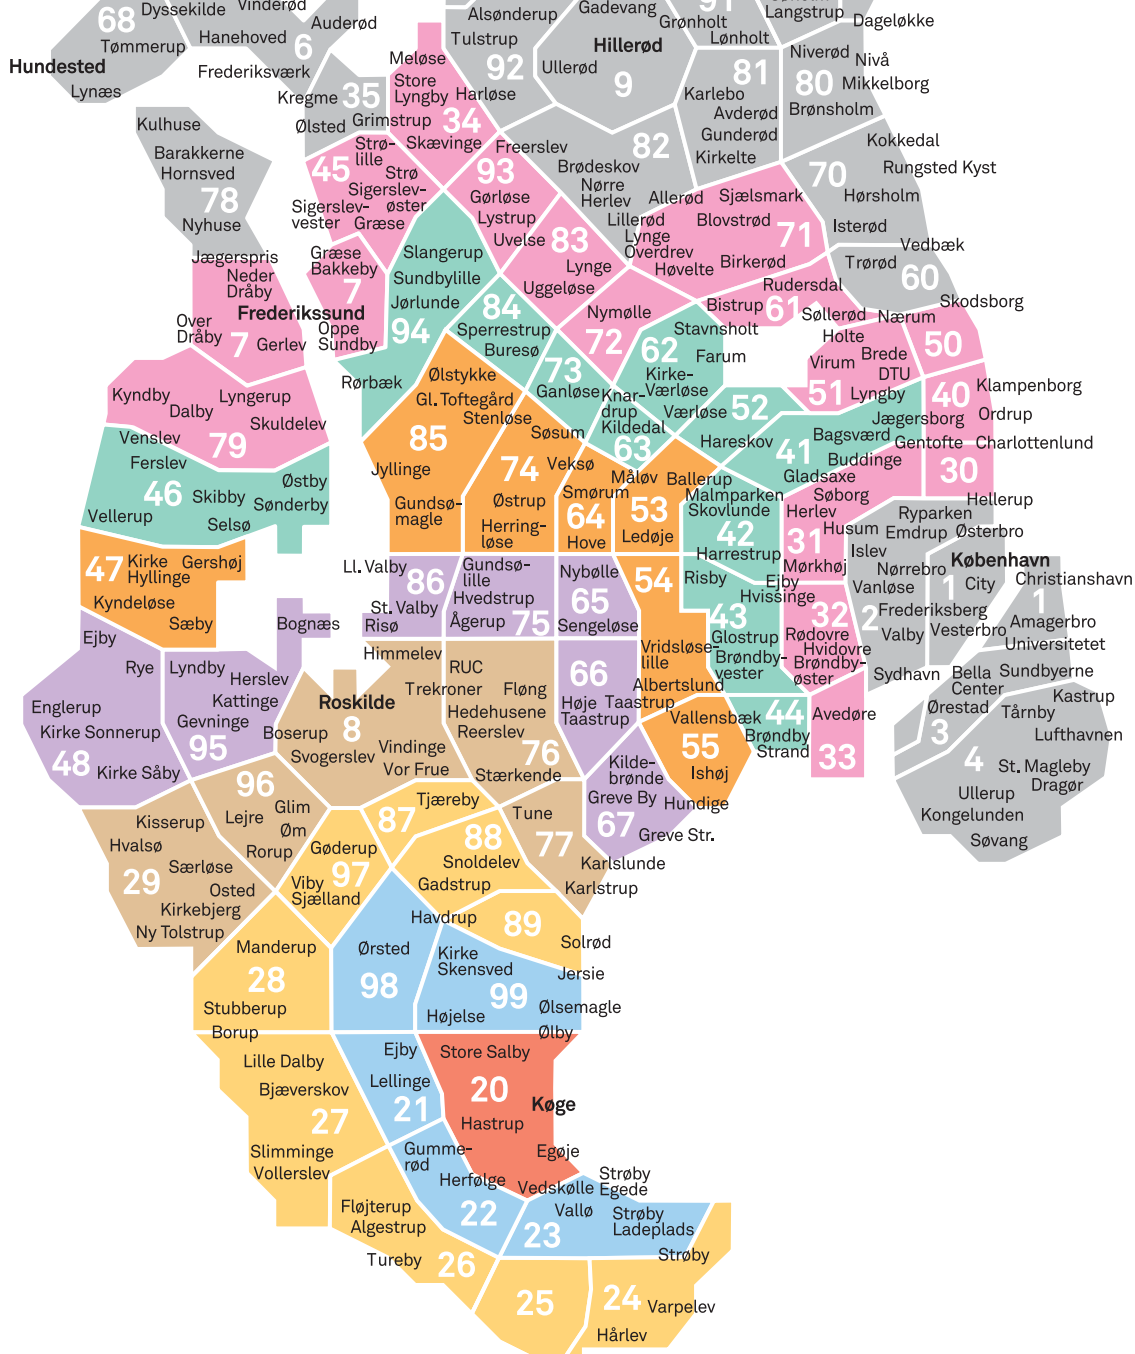 Dyssekilde
Vinderød
68
Tømmerup
Auderød
Hanehoved
6
Hundested
Frederiksværk
Lynæs
Alsønderup
Gadevang
91
Grønholt
Langstrup
Dageløkke
Tulstrup
Hillerød
Lønholt
92
Ullerød
9
81
Niverød
Nivå
80
Mikkelborg
Brønsholm
Meløse
Store
Lyngby
Harløse
Kregme
35
Ølsted
Grimstrup
34
Skævinge
Karlebo
Avderød
Gunderød
Kirkelte
Kulhuse
Barakkerne
Hornsved
78
Nyhuse
Jægerspris
Strø-
lille
45
Strø
Sigerslev-
øster
Sigerslev-
vester
Græse
Freerslev
93
Gørløse
Lystrup
Uvelse
82
Brødeskov
Nørre
Herlev
Allerød
Lillerød
Lynge
Overdrev
Høvelte
Sjælsmark
Blovstrød
71
Birkerød
Kokkedal
Rungsted Kyst
70
Hørsholm
Isterød
Vedbæk
Trørød
60
Skodsborg
83
Lynge
Uggeløse
Neder
Dråby
Frederikssund
Over
Dråby
7
Gerlev
Græse
Bakkeby
7
Oppe
Sundby
Slangerup
Sundbylille
Jørlunde
94
Rørbæk
84
Sperrestrup
Buresø
Nymølle
72
Rudersdal
Bistrup
61
Søllerød
Nærum
Holte
50
Stavnsholt
62
Farum
Kirke-
Værløse
Værløse
Virum
Brede
DTU
51
Lyngby
73
Ganløse
Knar-
drup
Kildedal
63
52
Hareskov
40
Klampenborg
Ordrup
Jægersborg
Gentofte
Charlottenlund
Bagsværd
41
Buddinge
Gladsaxe
30
Hellerup
Kyndby
Lyngerup
Dalby
Skuldelev
79
Venslev
Ferslev
46
Skibby
Østby
Sønderby
Vellerup
Selsø
Ølstykke
Gl. Toftegård
Stenløse
85
Jyllinge
Gundsø-
magle
Søsum
74
Veksø
Østrup
Herring-
løse
Smørum
64
Hove
Måløv
Ballerup
53
Ledøje
Malmparken
Skovlunde
42
Harrestrup
Søborg
Herlev
31
Mørkhøj
Husum
Ryparken
Emdrup
Østerbro
Islev
Nørrebro
København
1
City
Christianshavn
1
Amagerbro
Universitetet
Vanløse
2
Frederiksberg
Valby
Vesterbro
Sydhavn
47
Kirke
Hyllinge
Gershøj
Kyndeløse
Sæby
Ll. Valby
86
St. Valby
Risø
Gundsø-
lille
Hvedstrup
Ågerup
75
Nybølle
65
Sengeløse
54
Risby
Ejby
Hvissinge
43
Glostrup
Brøndby-
vester
32
Rødovre
Hvidovre
Brøndby-
øster
Vridsløse-
lille
Albertslund
Bognæs
Ejby
Rye
Lyndby
Herslev
Kattinge
Gevninge
95
Englerup
Kirke Sonnerup
48
Kirke Såby
Himmelev
Roskilde
8
Boserup
Svogerslev
Vindinge
Vor Frue
RUC
Trekroner
Fløng
Hedehusene
Reerslev
76
Stærkende
66
Høje
Taastrup
Taastrup
Vallensbæk
55
Ishøj
44
Brøndby
Strand
Avedøre
33
Bella
Center
Ørestad
3
Sundbyerne
Kastrup
Tårnby
Lufthavnen
4
St. Magleby
Dragør
Ullerup
Kongelunden
Søvang
Kilde-
brønde
Greve By
67
Hundige
Greve Str.
96
Lejre
Glim
Øm
Rorup
Kisserup
Hvalsø
29
Særløse
Osted
Kirkebjerg
Ny Tolstrup
Tjæreby
87
88
Snoldelev
Gadstrup
Tune
77
Karlslunde
Karlstrup
Gøderup
97
Viby
Sjælland
Havdrup
89
Solrød
Jersie
Manderup
28
Stubberup
Borup
Ørsted
98
Kirke
Skensved
99
Højelse
Ølsemagle
Ølby
Lille Dalby
Bjæverskov
27
Slimminge
Vollerslev
Ejby
Lellinge
21
Store Salby
20
Hastrup
Køge
Egøje
Gumme-
rød
Herfølge
22
Vedskølle
Strøby
Egede
Vallø
23
Strøby
Ladeplads
Strøby
Fløjterup
Algestrup
Tureby
26
25
24
Varpelev
Hårlev